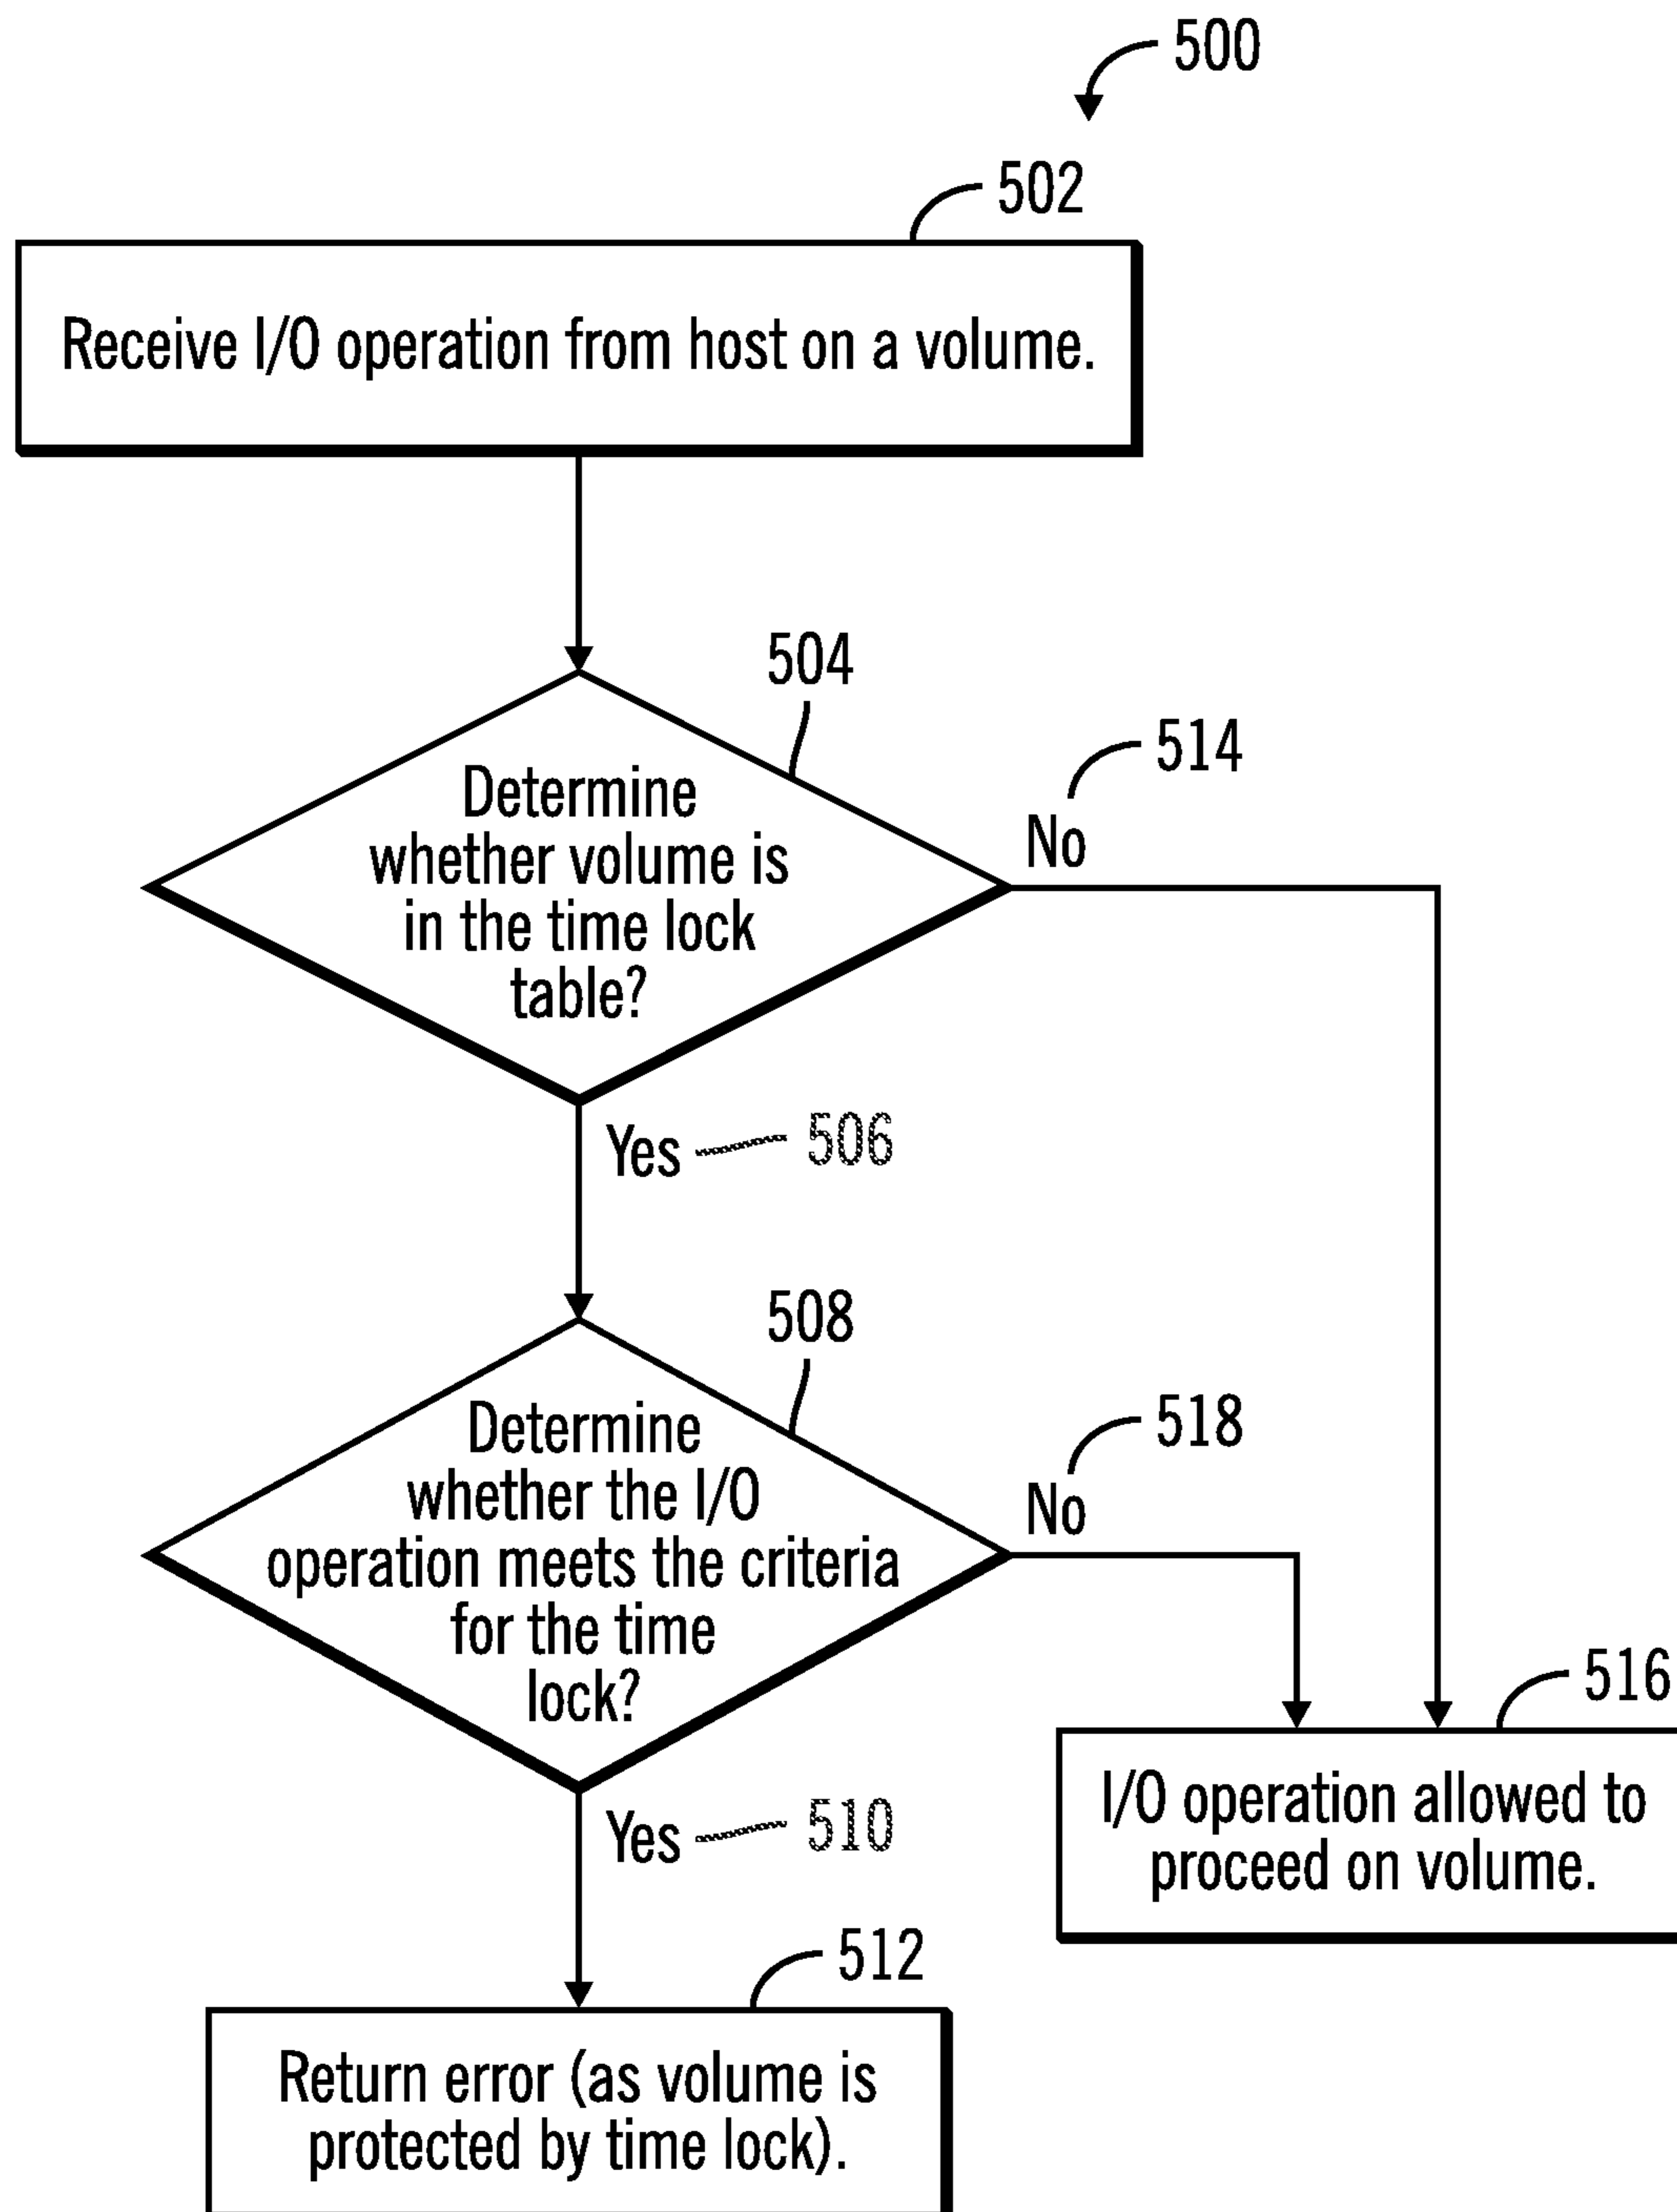 500
502
Receive I/O operation from host on a volume.
504
514
Determine
whether volume is
in the time lock
table?
No
Yes
506
508
518
Determine
whether the I/O
operation meets the criteria
for the time
lock?
No
516
Yes
510
I/O operation allowed to
proceed on volume.
512
Return error (as volume is
protected by time lock).